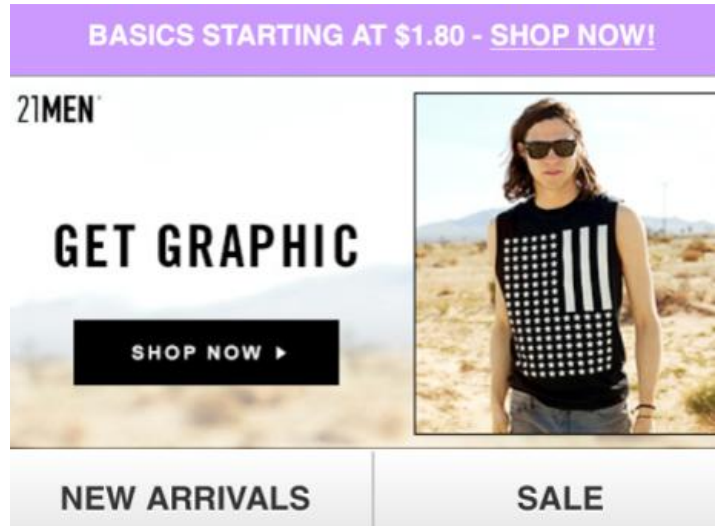 BASICS STARTING AT $1.80 - SHOP NOW!
21MEN
GET GRAPHIC
SHOP NOW
NEW ARRIVALS
SALE